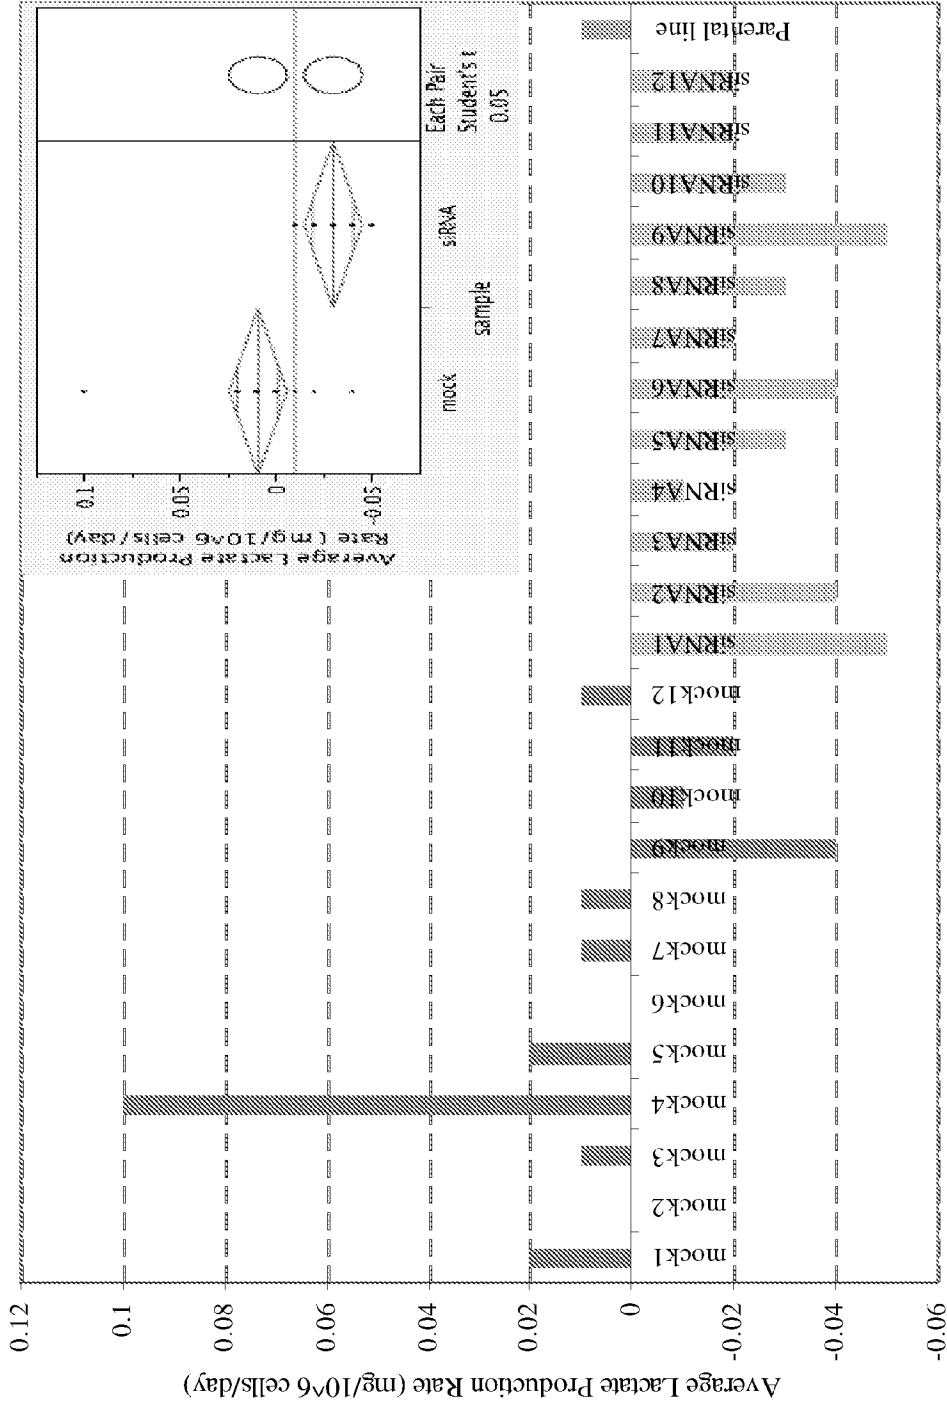 Average Lactate Production Rate (mg/10^6 cells/day)
0.12
0.1
0.08
0.06
0.04
0.02
0
-0.02
-0.04
-0.06
mock1
mock2
mock3
mock4
mock5
mock6
mock7
mock8
mock9
mock10
mock11
mock12
siRNA1
siRNA2
siRNA3
siRNA4
siRNA5
siRNA6
siRNA7
siRNA8
siRNA9
siRNA10
siRNA11
siRNA12
Parental line
Average Lactate Production
Rate (mg/10^6 cells/day)
0.1
0.05
0
-0.05
mock
siRNA
sample
Each Pair
Student's t
0.05